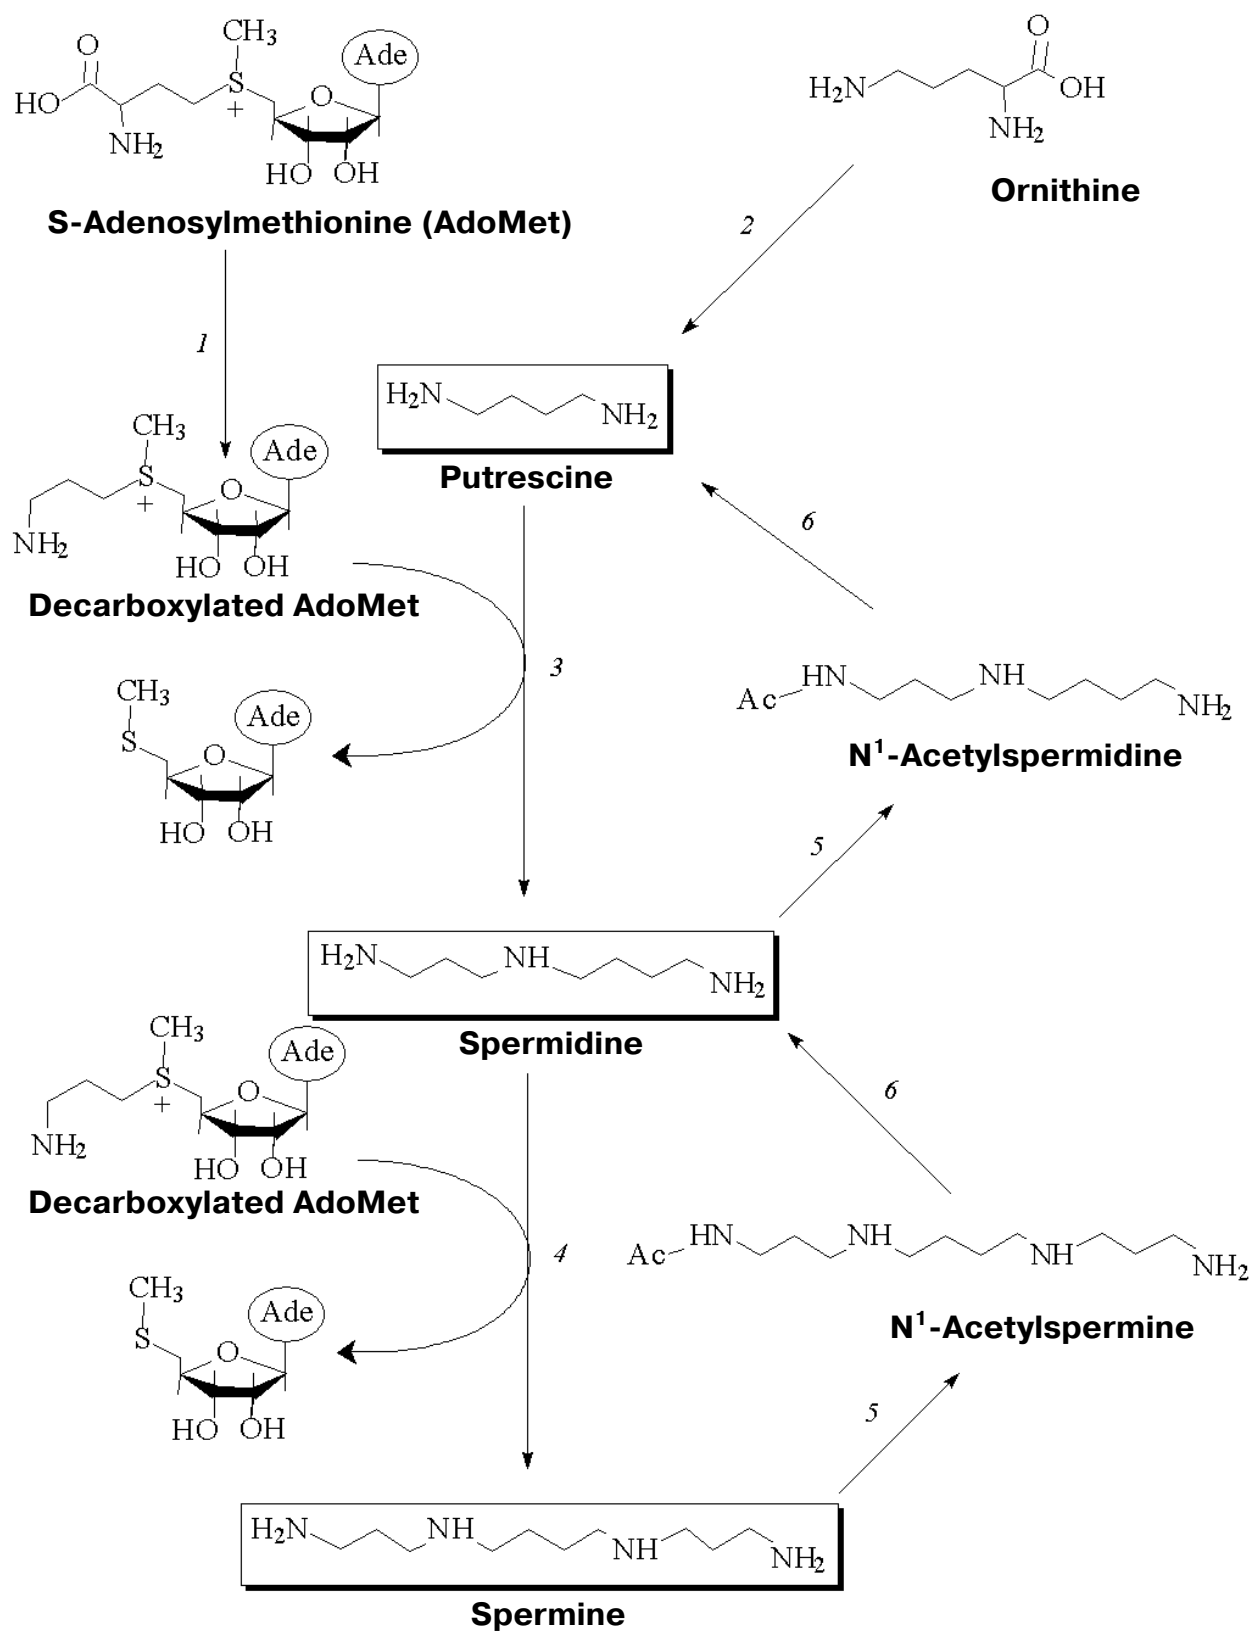 CH₃
Ade
O
HO
S
+
O
NH₂
HO OH
S-Adenosylmethionine (AdoMet)
O
H₂N
OH
NH₂
Ornithine
2
1
H₂N
NH₂
Putrescine
CH₃
Ade
S
+
O
NH₂
HO OH
Decarboxylated AdoMet
6
3
CH₃
Ade
S
O
HO OH
HN
NH
Ac
NH₂
N¹-Acetylspermidine
5
H₂N
NH
NH₂
Spermidine
CH₃
Ade
S
+
O
NH₂
HO OH
Decarboxylated AdoMet
6
4
HN
NH
Ac
NH
NH₂
N¹-Acetylspermine
CH₃
Ade
S
O
HO OH
5
H₂N
NH
NH
NH₂
Spermine